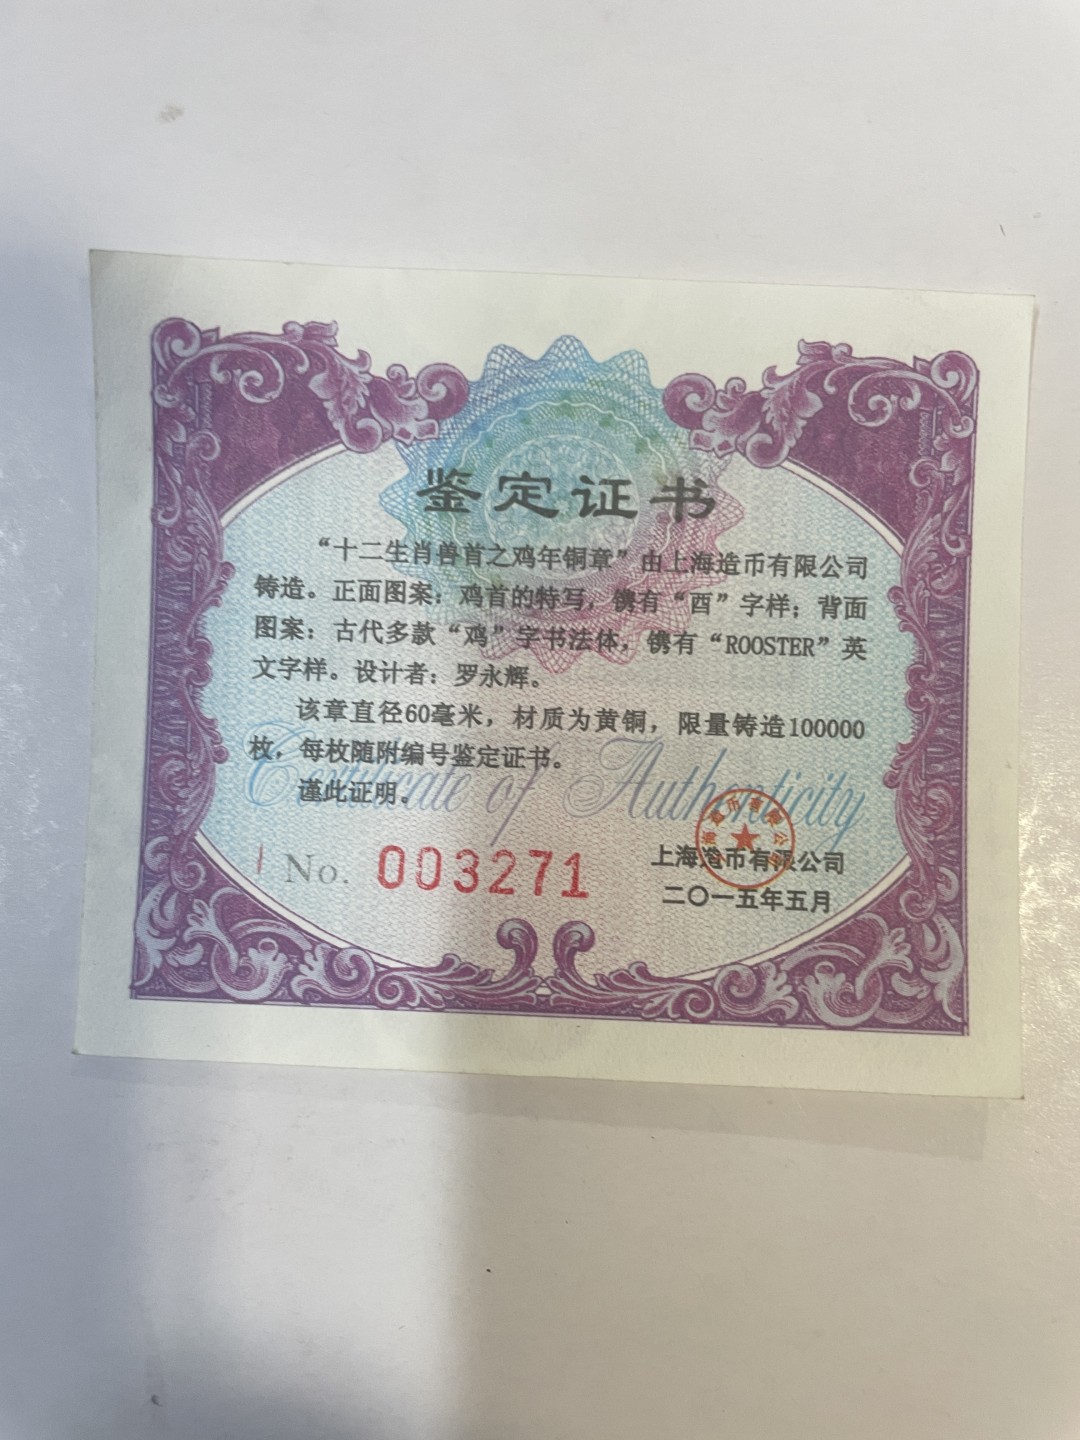 鉴定证书
“十二生肖兽首之鸡年铜章”由上海造币有限公司
铸造。正面图案：鸡首的特写，镌有“酉”字样；背面
图案：古代多款“鸡”字书法体，镌有“ROOSTER”英
文字样。设计者：罗永辉。
该章直径60毫米，材质为黄铜，限量铸造100000
枚，每枚随附编号鉴定证书。
谨此证明。
Certificate of Authenticity
No. 003271
上海造币有限公司
二〇一五年五月